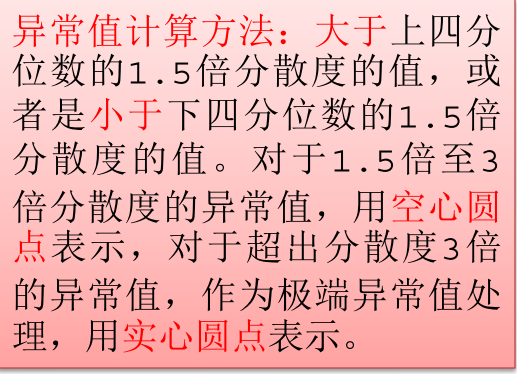 异常值计算方法：大于上四分
位数的1.5倍分散度的值，或
者是小于下四分位数的1.5倍
分散度的值。对于1.5倍至3
倍分散度的异常值，用空心圆
点表示，对于超出分散度3倍
的异常值，作为极端异常值处
理，用实心圆点表示。